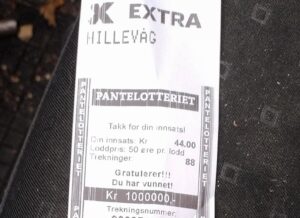 EXTRA
HILLEVÅG
PANTELOTTERIET
PANTELOTTERIET
PANTELOTTERIET
Takk for din innsats!
Din innsats: Kr 44.00
Loddpris: 50 øre pr. lodd
Trekninger: 88
Gratulerer!!!
Du har vunnet!
Kr 1000000,-
Trekningsnummer: